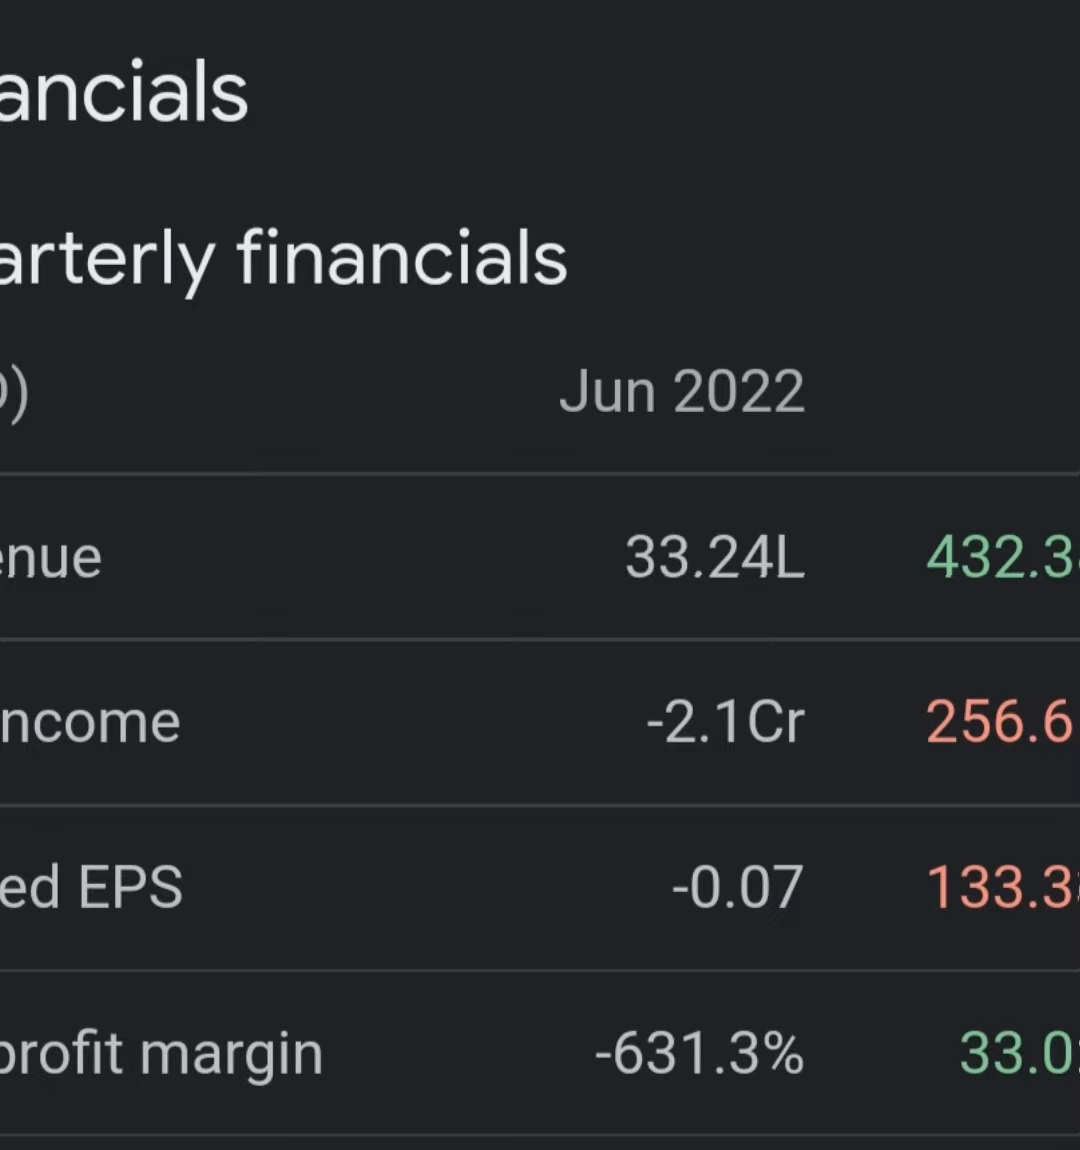 ancials
arterly financials
) Jun 2022
enue 33.24L 432.3
ncome -2.1Cr 256.6
ed EPS -0.07 133.3
profit margin -631.3% 33.0